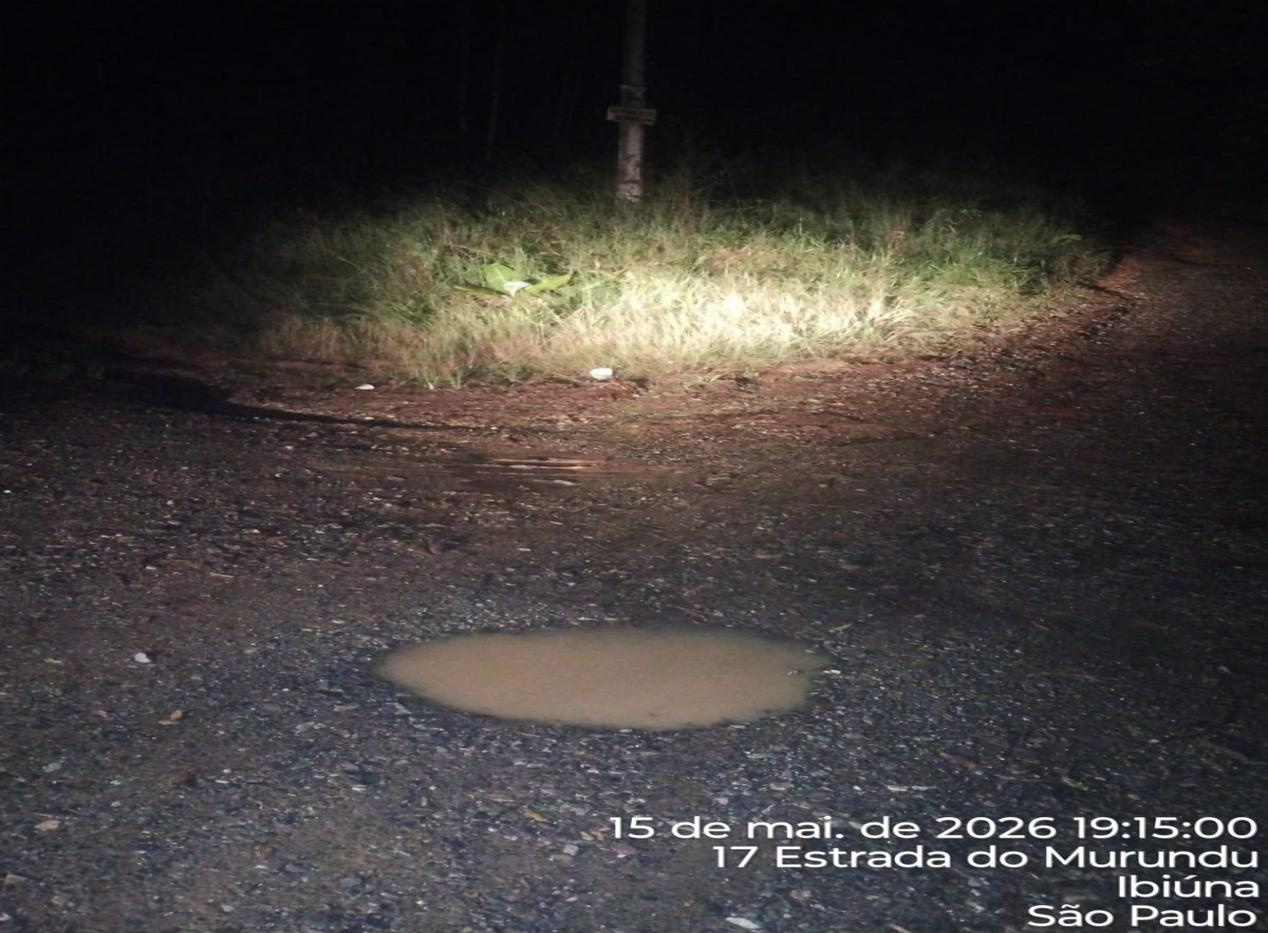 15 de mai. de 2026 19:15:00
17 Estrada do Murundu
Ibiúna
São Paulo